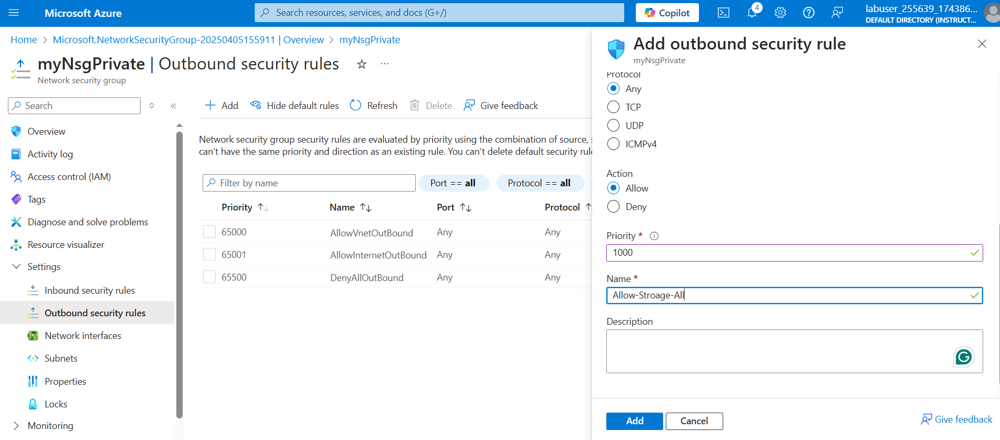 Microsoft Azure
Search resources, services, and docs (G+/)
Copilot
4
labuser_255639_174386...
DEFAULT DIRECTORY (INSTRUCT...
Home > Microsoft.NetworkSecurityGroup-20250405155911 | Overview > myNsgPrivate
myNsgPrivate | Outbound security rules
Network security group
Search
Overview
Activity log
Access control (IAM)
Tags
Diagnose and solve problems
Resource visualizer
Settings
Inbound security rules
Outbound security rules
Network interfaces
Subnets
Properties
Locks
Monitoring
Add Hide default rules Refresh Delete Give feedback
Network security group security rules are evaluated by priority using the combination of source,
can't have the same priority and direction as an existing rule. You can't delete default security
Filter by name
Port == all
Protocol == all
Priority Name Port Protocol
65000 AllowVnetOutBound Any Any
65001 AllowInternetOutBound Any Any
65500 DenyAllOutBound Any Any
Add outbound security rule
myNsgPrivate
Protocol
Any
TCP
UDP
ICMPv4
Action
Allow
Deny
Priority *
1000
Name *
Allow-Stroage-All
Description
Add
Cancel
Give feedback